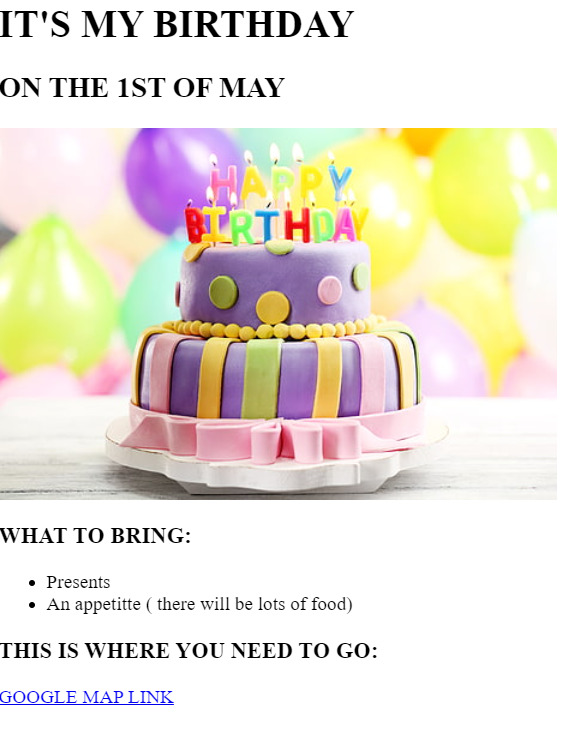 IT'S MY BIRTHDAY
ON THE 1ST OF MAY
HAPPY
BIRTHDAY
WHAT TO BRING:
Presents
An appetitte ( there will be lots of food)
THIS IS WHERE YOU NEED TO GO:
GOOGLE MAP LINK